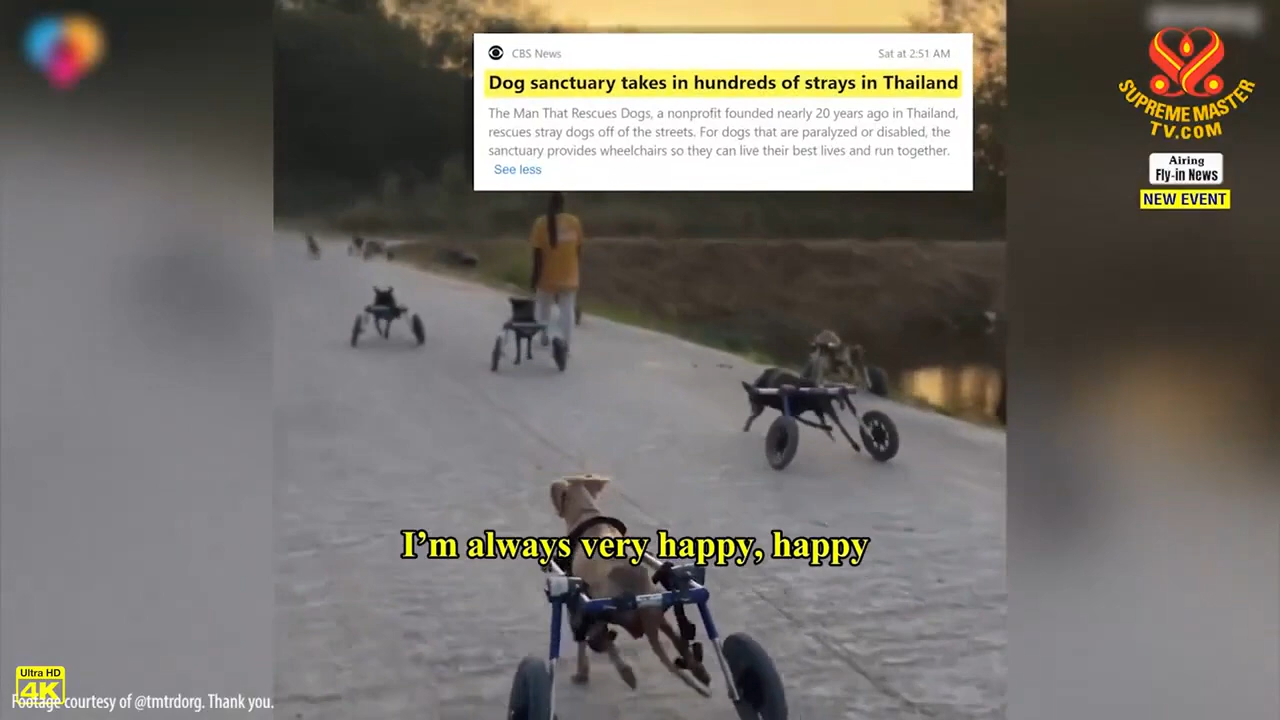 CBS News
Sat at 2:51 AM
Dog sanctuary takes in hundreds of strays in Thailand
The Man That Rescues Dogs, a nonprofit founded nearly 20 years ago in Thailand,
rescues stray dogs off of the streets. For dogs that are paralyzed or disabled, the
sanctuary provides wheelchairs so they can live their best lives and run together.
See less
SUPREME MASTER
TV.COM
Airing
Fly-in News
NEW EVENT
I'm always very happy, happy
Ultra HD
4K
Footage courtesy of @tmtrdorg. Thank you.